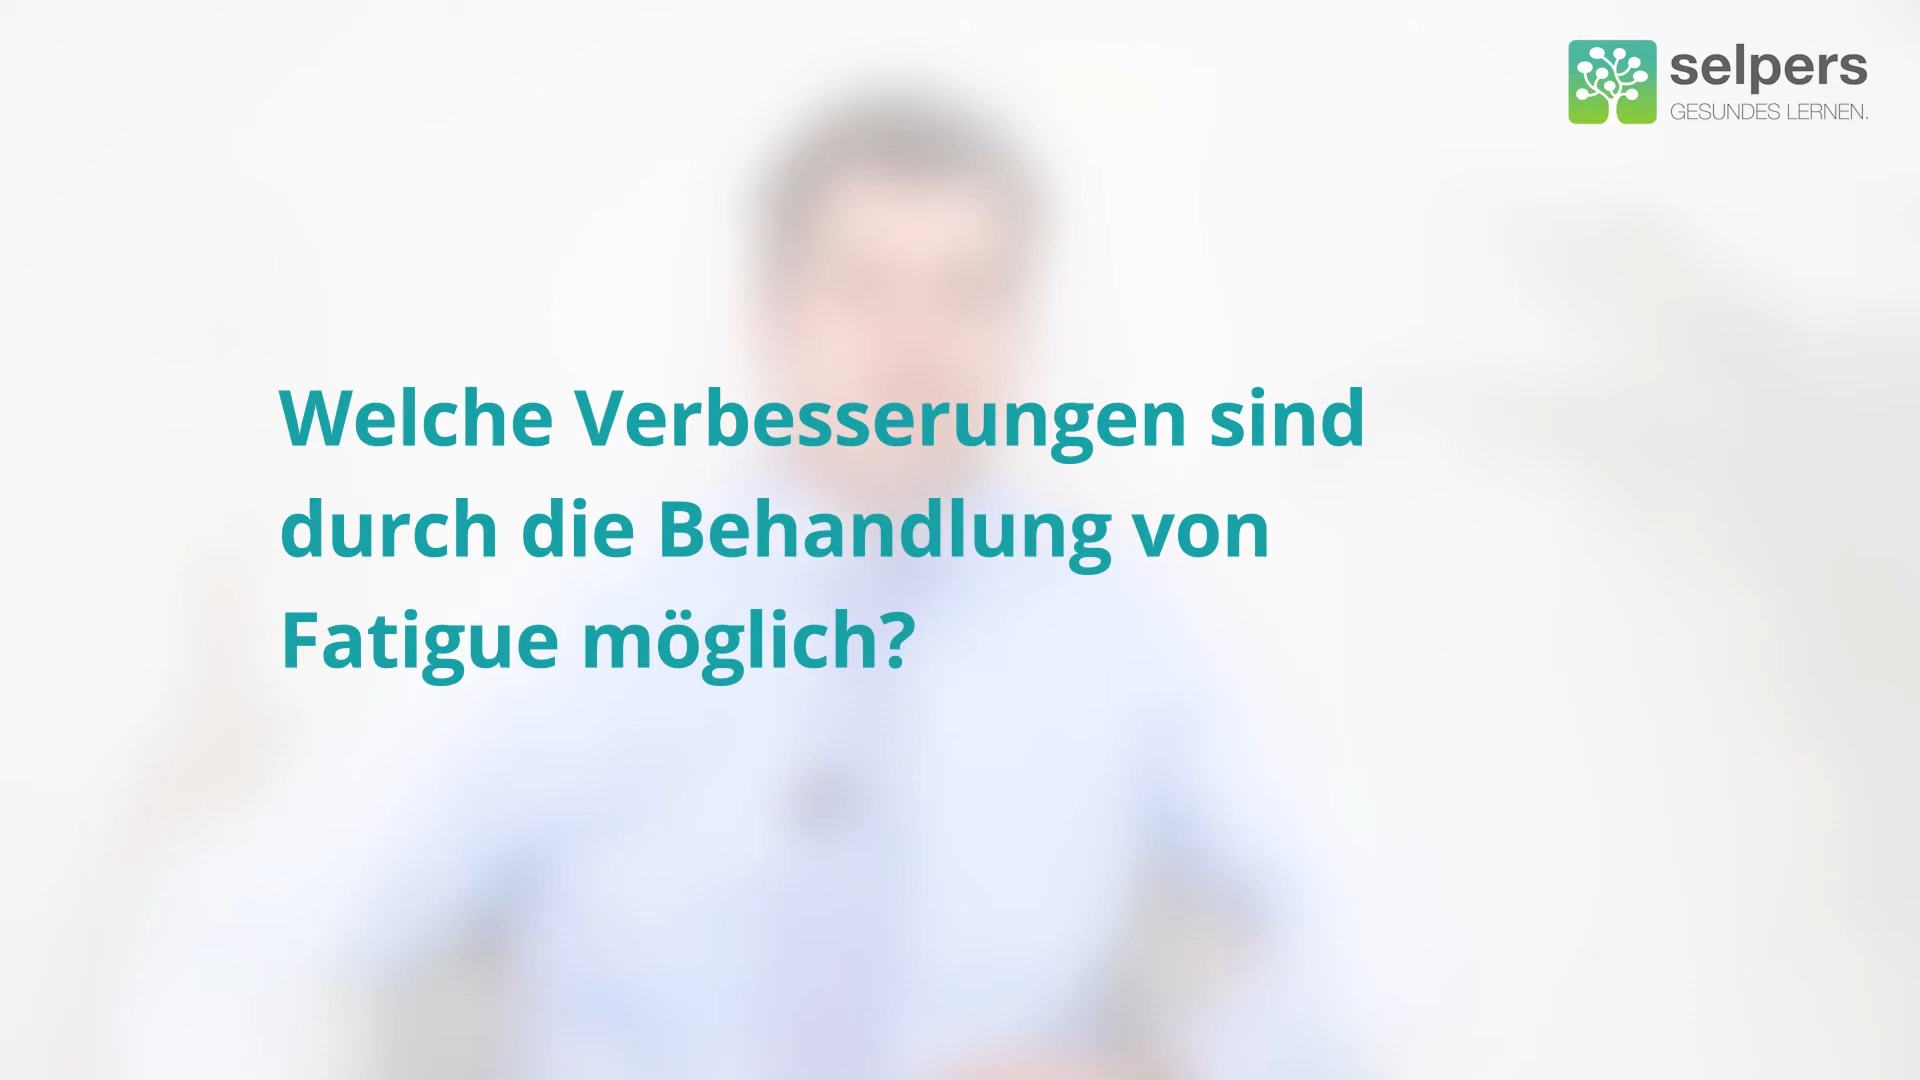 selpers
GESUNDES LERNEN.
Welche Verbesserungen sind
durch die Behandlung von
Fatigue möglich?